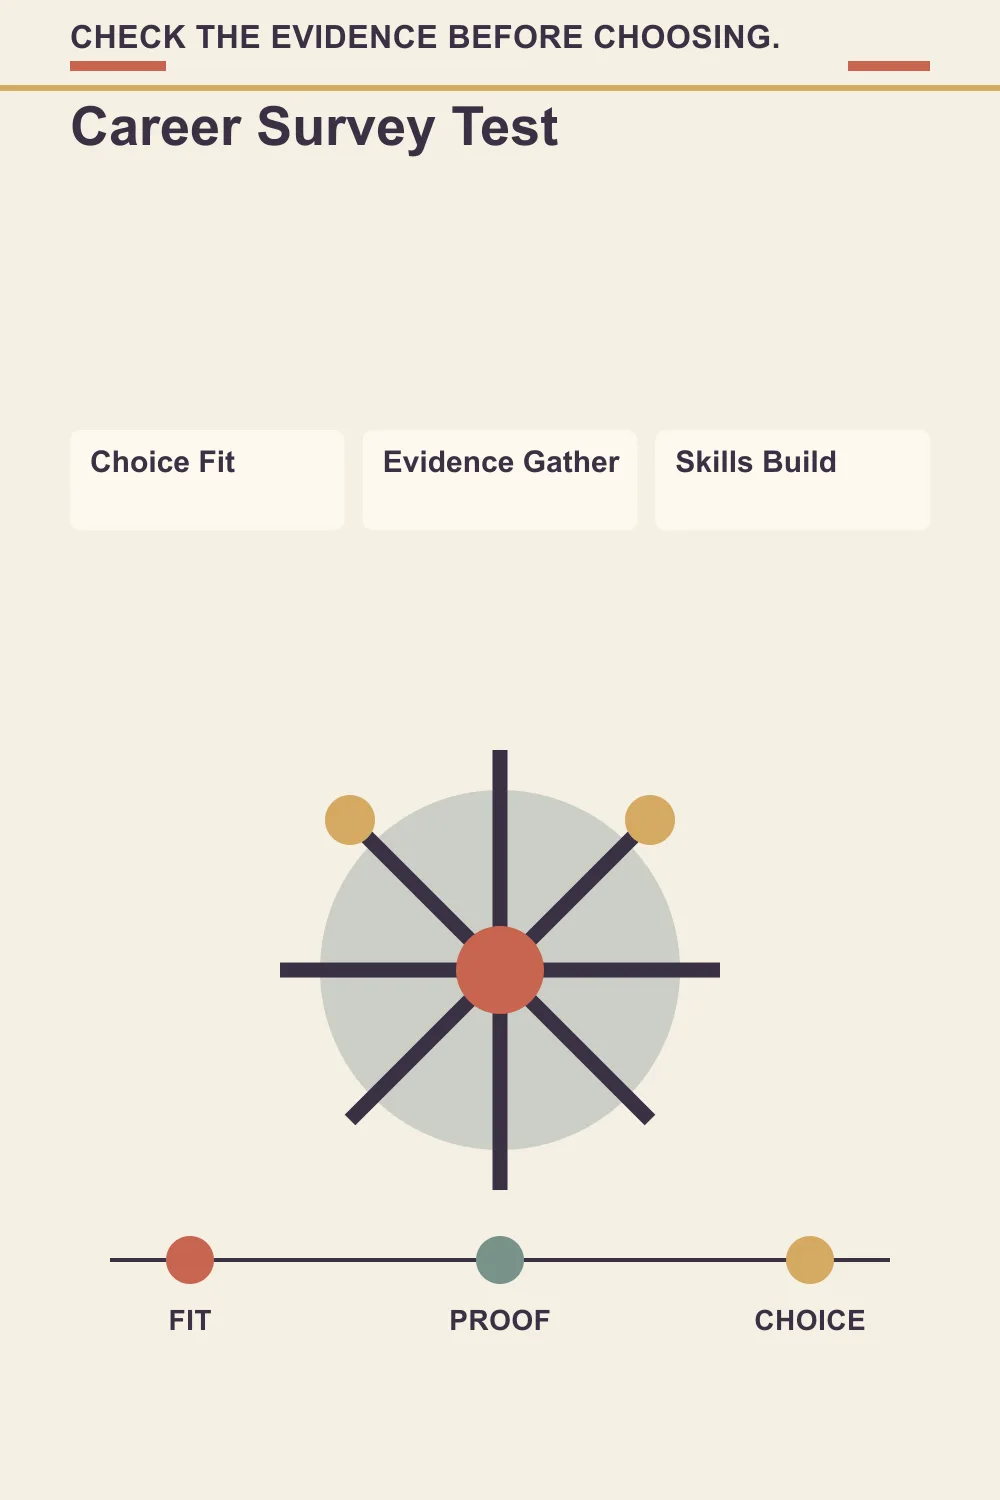 CHECK THE EVIDENCE BEFORE CHOOSING.
Career Survey Test
Choice Fit
Evidence Gather
Skills Build
FIT
PROOF
CHOICE